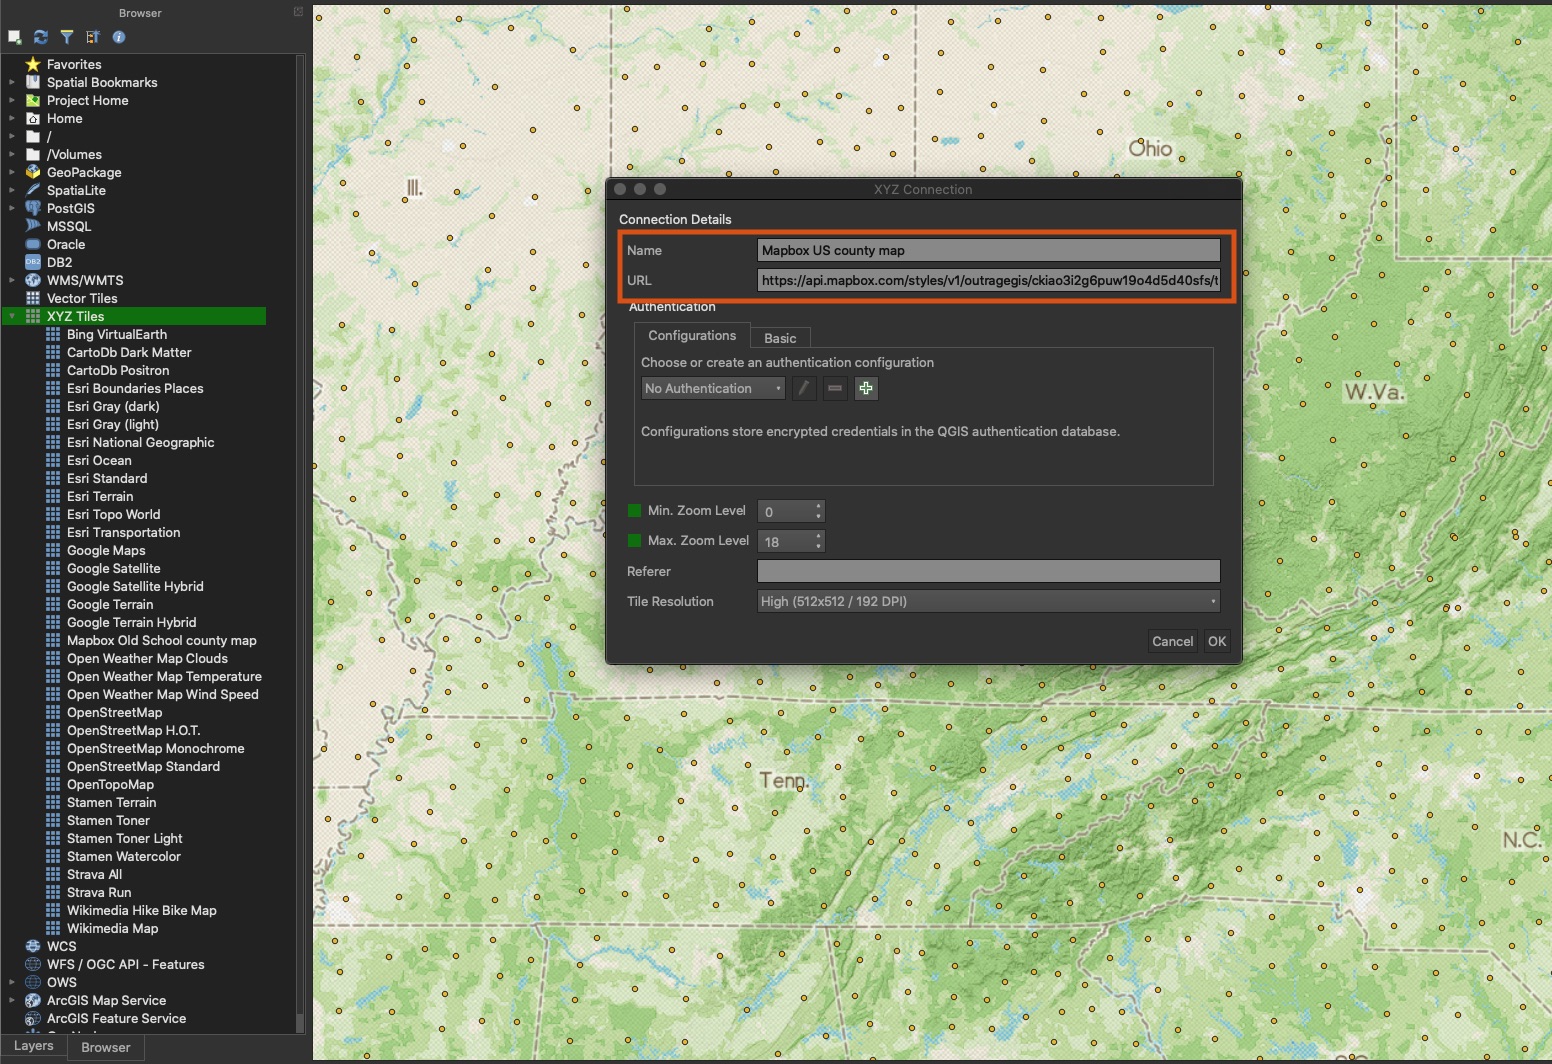 Browser
Favorites
Spatial Bookmarks
Project Home
Home
/
/Volumes
GeoPackage
SpatiaLite
PostGIS
MSSQL
Oracle
DB2
DB2
WMS/WMTS
Vector Tiles
XYZ Tiles
Bing VirtualEarth
CartoDb Dark Matter
CartoDb Positron
Esri Boundaries Places
Esri Gray (dark)
Esri Gray (light)
Esri National Geographic
Esri Ocean
Esri Standard
Esri Terrain
Esri Topo World
Esri Transportation
Google Maps
Google Satellite
Google Satellite Hybrid
Google Terrain
Google Terrain Hybrid
Mapbox Old School county map
Open Weather Map Clouds
Open Weather Map Temperature
Open Weather Map Wind Speed
OpenStreetMap
OpenStreetMap H.O.T.
OpenStreetMap Monochrome
OpenStreetMap Standard
OpenTopoMap
Stamen Terrain
Stamen Toner
Stamen Toner Light
Stamen Watercolor
Strava All
Strava Run
Wikimedia Hike Bike Map
Wikimedia Map
WCS
WFS / OGC API - Features
OWS
ArcGIS Map Service
ArcGIS Feature Service
Layers
Browser
Ohio
Ill.
W.Va.
Tenn.
N.C.
XYZ Connection
Connection Details
Name
Mapbox US county map
URL
https://api.mapbox.com/styles/v1/outragegis/ckiao3i2g6puw19o4d5d40sfs/t
Authentication
Configurations
Basic
Choose or create an authentication configuration
No Authentication
Configurations store encrypted credentials in the QGIS authentication database.
Min. Zoom Level
0
Max. Zoom Level
18
Referer
Tile Resolution
High (512x512 / 192 DPI)
Cancel
OK